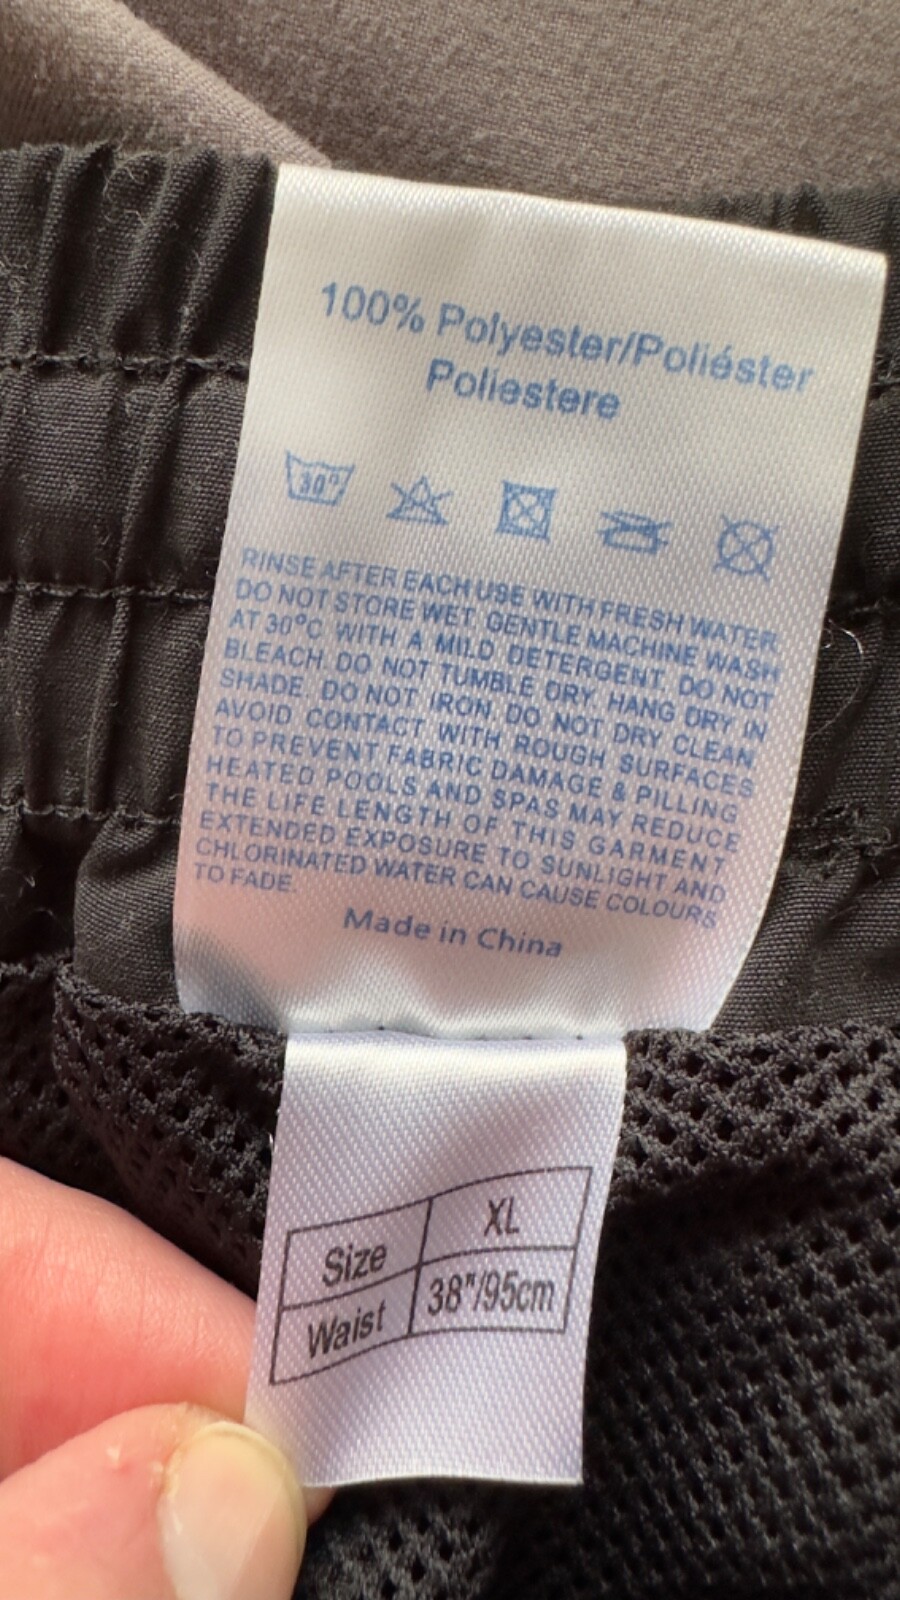 100% Polyester/Poliéster
Poliestere
30°
RINSE AFTER EACH USE WITH FRESH WATER.
DO NOT STORE WET. GENTLE MACHINE WASH
AT 30°C WITH A MILD DETERGENT. DO NOT
BLEACH. DO NOT TUMBLE DRY. HANG DRY IN
SHADE. DO NOT IRON. DO NOT DRY CLEAN.
AVOID CONTACT WITH ROUGH SURFACES
TO PREVENT FABRIC DAMAGE & PILLING
HEATED POOLS AND SPAS MAY REDUCE
THE LIFE LENGTH OF THIS GARMENT
EXTENDED EXPOSURE TO SUNLIGHT AND
CHLORINATED WATER CAN CAUSE COLOURS
TO FADE.
Made in China
Size XL
Waist 38"/95cm